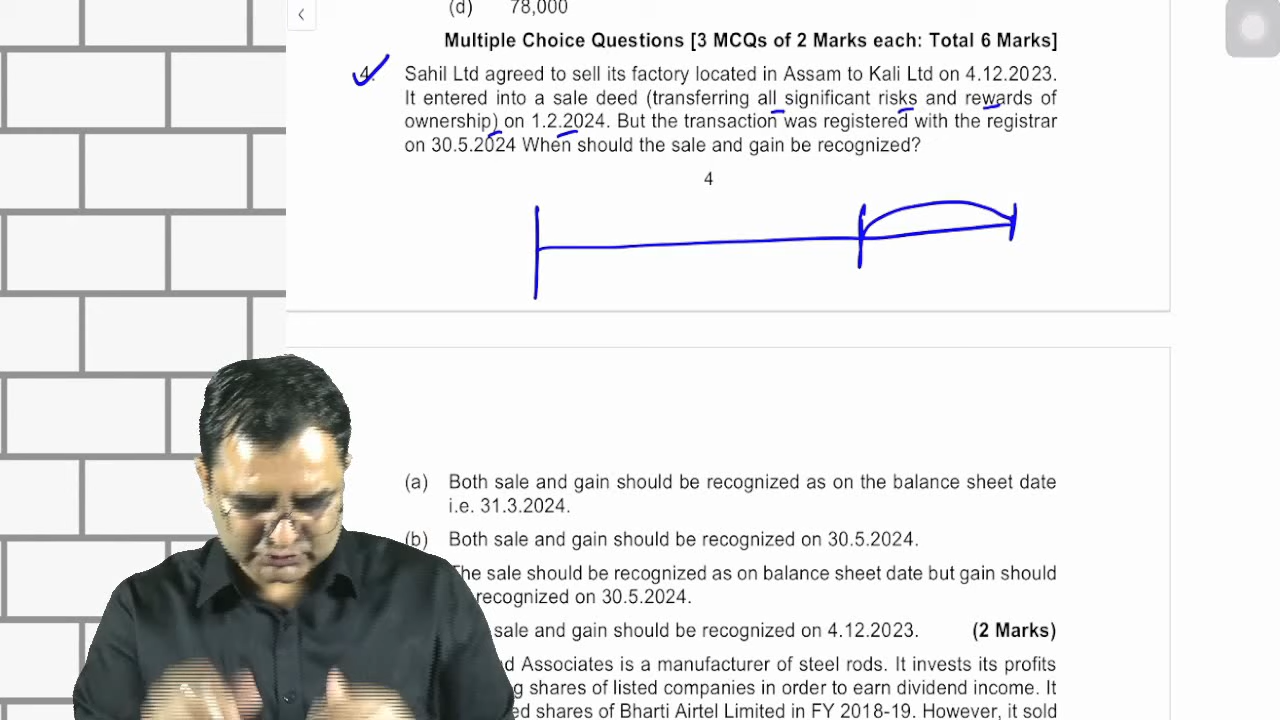 (d) 78,000
Multiple Choice Questions [3 MCQs of 2 Marks each: Total 6 Marks]
4. Sahil Ltd agreed to sell its factory located in Assam to Kali Ltd on 4.12.2023.
It entered into a sale deed (transferring all significant risks and rewards of
ownership) on 1.2.2024. But the transaction was registered with the registrar
on 30.5.2024 When should the sale and gain be recognized?
4
(a) Both sale and gain should be recognized as on the balance sheet date
i.e. 31.3.2024.
(b) Both sale and gain should be recognized on 30.5.2024.
The sale should be recognized as on balance sheet date but gain should
recognized on 30.5.2024.
sale and gain should be recognized on 4.12.2023. (2 Marks)
Associates is a manufacturer of steel rods. It invests its profits
shares of listed companies in order to earn dividend income. It
shares of Bharti Airtel Limited in FY 2018-19. However, it sold